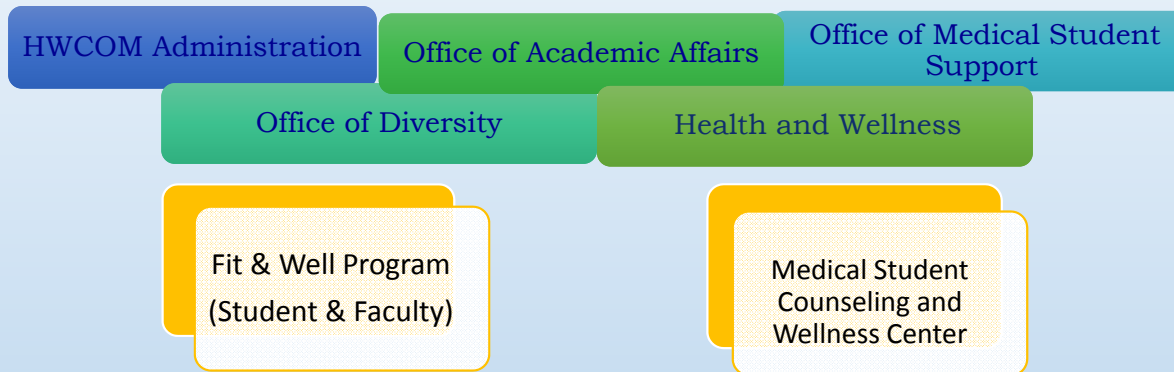 HWCOM Administration
Office of Academic Affairs
Office of Medical Student
Support
Office of Diversity
Health and Wellness
Fit & Well Program
(Student & Faculty)
Medical Student
Counseling and
Wellness Center